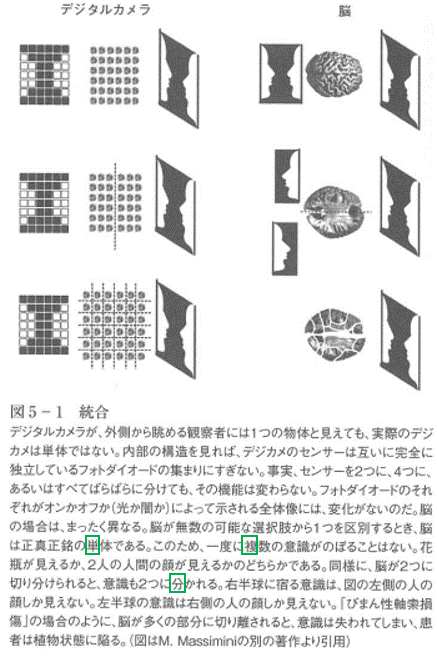 デジタルカメラ
脳
図5-1 統合
デジタルカメラが、外側から眺める観察者には1つの物体と見えても、実際のデジ
カメは単体ではない。内部の構造を見れば、デジカメのセンサーは互いに完全に
独立しているフォトダイオードの集まりにすぎない。事実、センサーを2つに、4つに、
あるいはすべてばらばらに分けても、その機能は変わらない。フォトダイオードのそれ
ぞれがオンかオフか(光か闇か)によって示される全体像には、変化がないのだ。脳
の場合は、まったく異なる。脳が無数の可能な選択肢から1つを区別するとき、脳
は正真正銘の単体である。このため、一度に複数の意識がのぼることはない。花
瓶が見えるか、2人の人間の顔が見えるかのどちらかである。同様に、脳が2つに
切り分けられると、意識も2つに分かれる。右半球に宿る意識は、図の左側の人の
顔しか見えない。左半球の意識は右側の人の顔しか見えない。「びまん性軸索損
傷」の場合のように、脳が多くの部分に切り離されると、意識は失われてしまい、患
者は植物状態に陥る。(図はM. Massiminiの別の著作より引用)